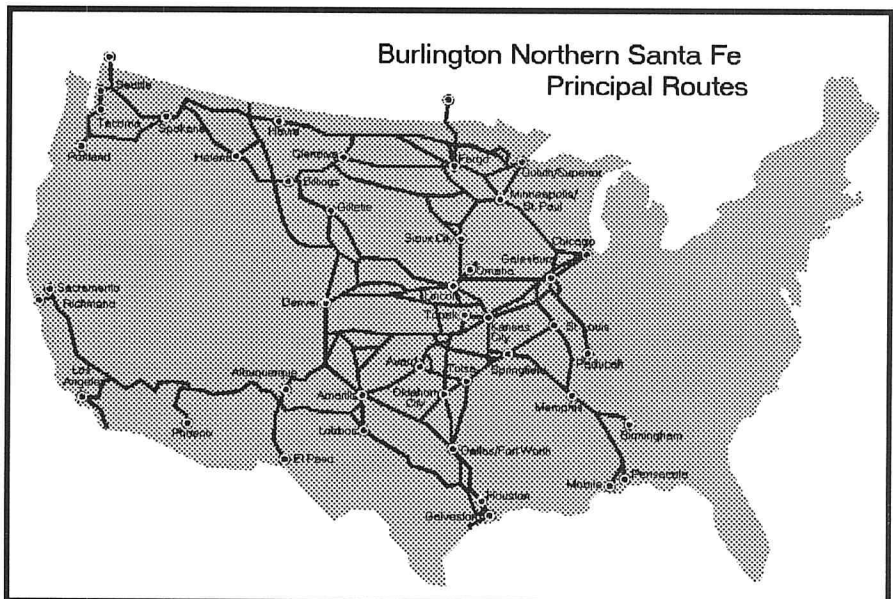 Burlington Northern Santa Fe
Principal Routes
Seattle
Tacoma
Spokane
Portland
Havre
Helena
Glendive
Fargo
Duluth/Superior
Billings
Minneapolis/
St. Paul
Gillette
Sioux City
Chicago
Galesburg
Omaha
Sacramento
Richmond
Denver
Lincoln
Kansas
City
St. Louis
Paducah
Los
Angeles
Albuquerque
Avard
Tulsa
Springfield
Amarillo
Oklahoma
City
Memphis
Phoenix
Lubbock
Birmingham
El Paso
Dallas/Fort Worth
Mobile
Pensacola
Houston
Galveston